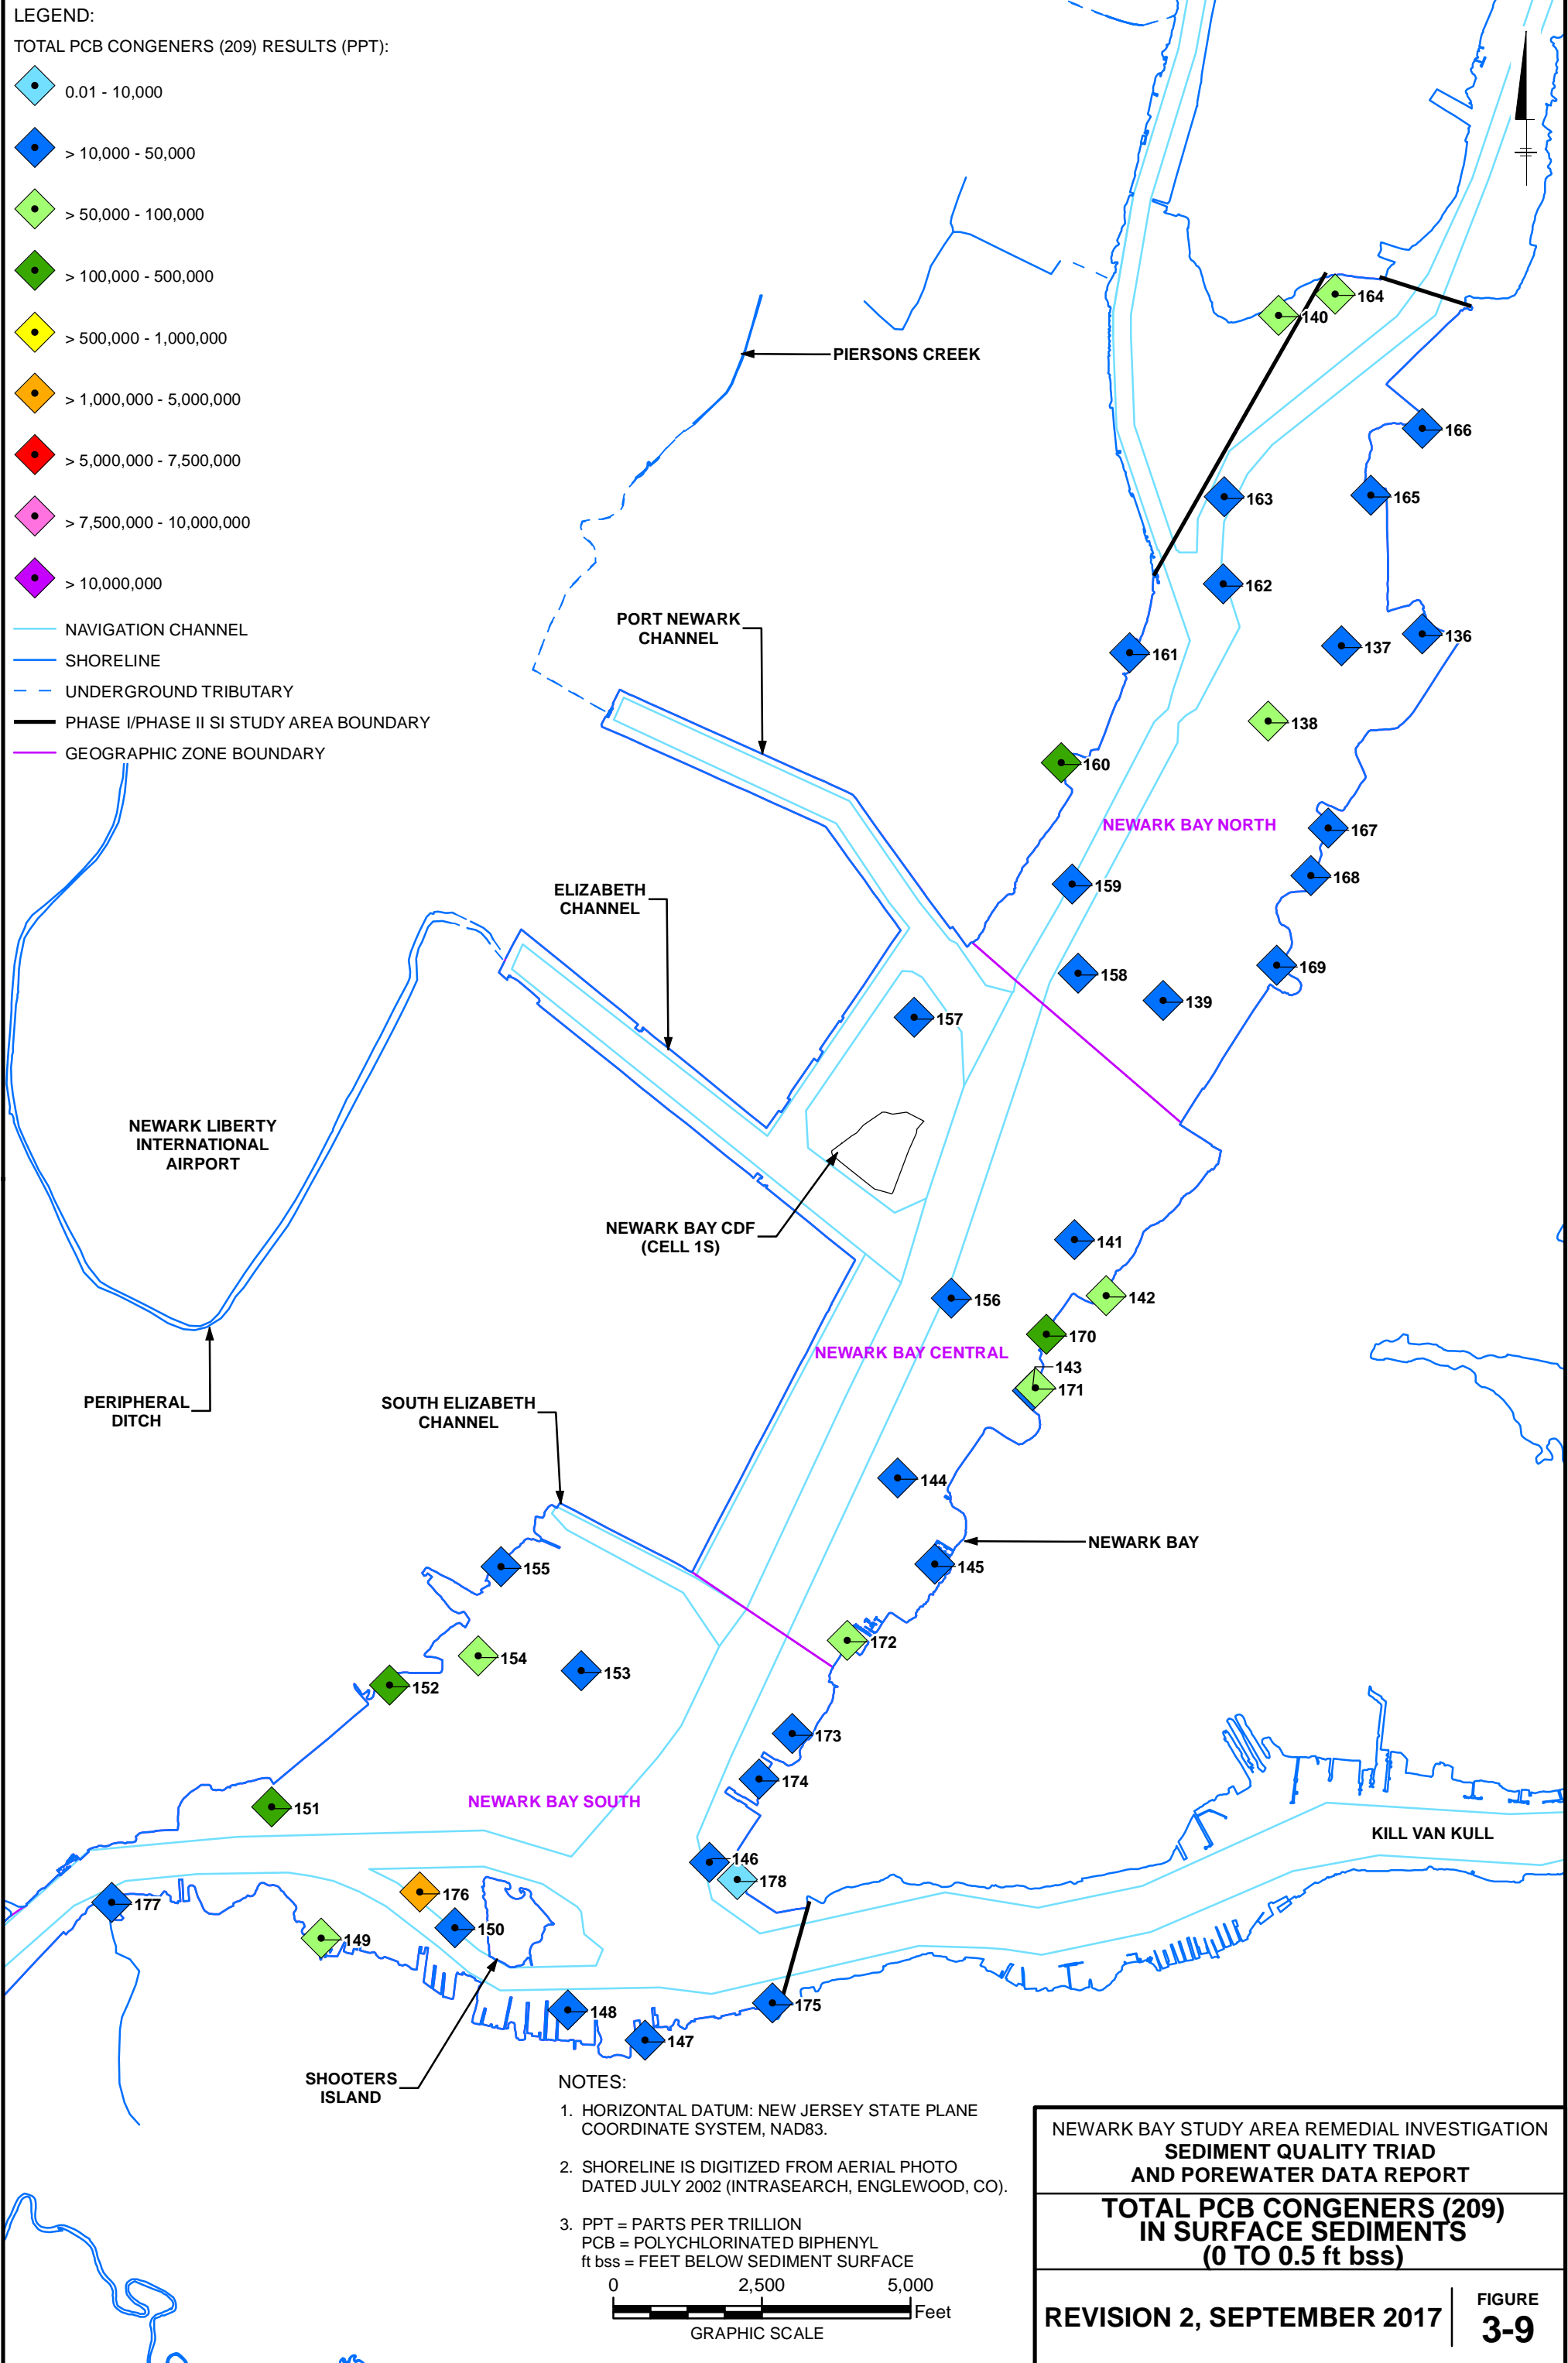 LEGEND:
TOTAL PCB CONGENERS (209) RESULTS (PPT):
0.01 - 10,000
> 10,000 - 50,000
> 50,000 - 100,000
> 100,000 - 500,000
> 500,000 - 1,000,000
> 1,000,000 - 5,000,000
> 5,000,000 - 7,500,000
> 7,500,000 - 10,000,000
> 10,000,000
NAVIGATION CHANNEL
SHORELINE
UNDERGROUND TRIBUTARY
PHASE I/PHASE II SI STUDY AREA BOUNDARY
GEOGRAPHIC ZONE BOUNDARY
164
140
PIERSONS CREEK
166
165
163
162
PORT NEWARK
CHANNEL
136
137
161
138
160
NEWARK BAY NORTH
167
168
159
ELIZABETH
CHANNEL
169
158
139
157
NEWARK LIBERTY
INTERNATIONAL
AIRPORT
NEWARK BAY CDF
(CELL 1S)
141
142
156
170
NEWARK BAY CENTRAL
143
171
PERIPHERAL
DITCH
SOUTH ELIZABETH
CHANNEL
144
NEWARK BAY
145
155
172
154
153
152
173
174
NEWARK BAY SOUTH
151
KILL VAN KULL
146
178
176
177
150
149
175
148
147
SHOOTERS
ISLAND
NOTES:
1. HORIZONTAL DATUM: NEW JERSEY STATE PLANE
COORDINATE SYSTEM, NAD83.
2. SHORELINE IS DIGITIZED FROM AERIAL PHOTO
DATED JULY 2002 (INTRASEARCH, ENGLEWOOD, CO).
3. PPT = PARTS PER TRILLION
PCB = POLYCHLORINATED BIPHENYL
ft bss = FEET BELOW SEDIMENT SURFACE
0 2,500 5,000
Feet
GRAPHIC SCALE
NEWARK BAY STUDY AREA REMEDIAL INVESTIGATION
SEDIMENT QUALITY TRIAD
AND POREWATER DATA REPORT
TOTAL PCB CONGENERS (209)
IN SURFACE SEDIMENTS
(0 TO 0.5 ft bss)
REVISION 2, SEPTEMBER 2017
FIGURE
3-9